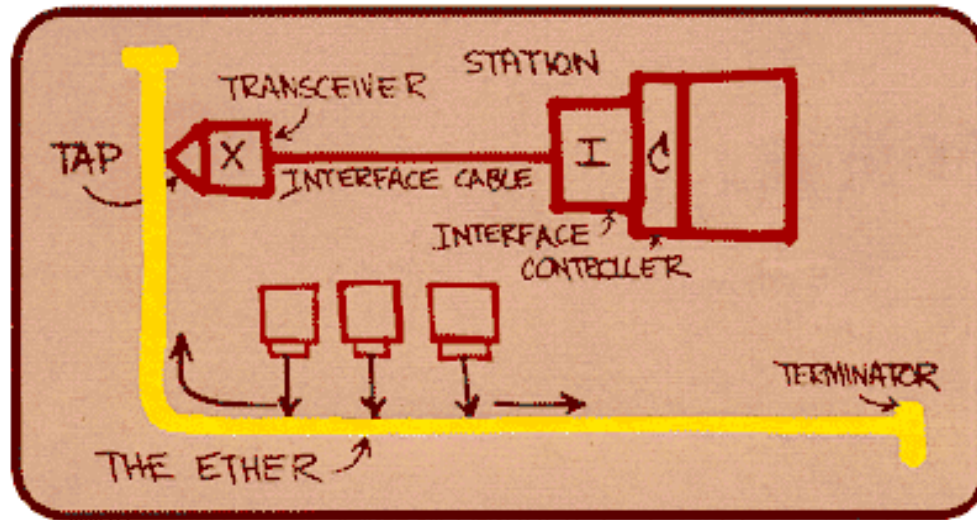 STATION
TRANSCEIVER
TAP
X
I
C
INTERFACE CABLE
INTERFACE
CONTROLLER
TERMINATOR
THE ETHER